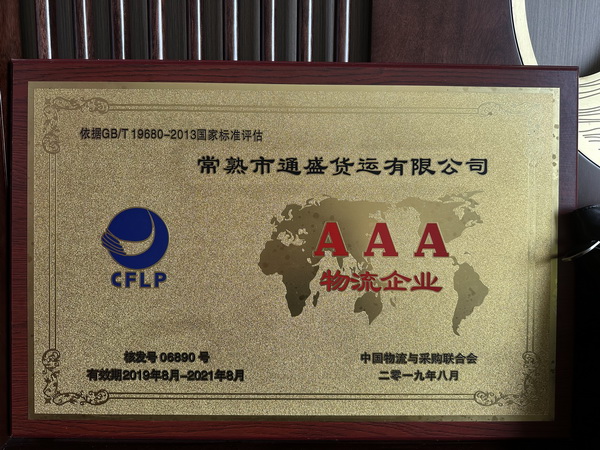 依据GB/T 19680-2013国家标准评估
常熟市通盛货运有限公司
CFLP
AAA
物流企业
核发号 06890 号
有效期2019年8月-2021年8月
中国物流与采购联合会
二零一九年八月